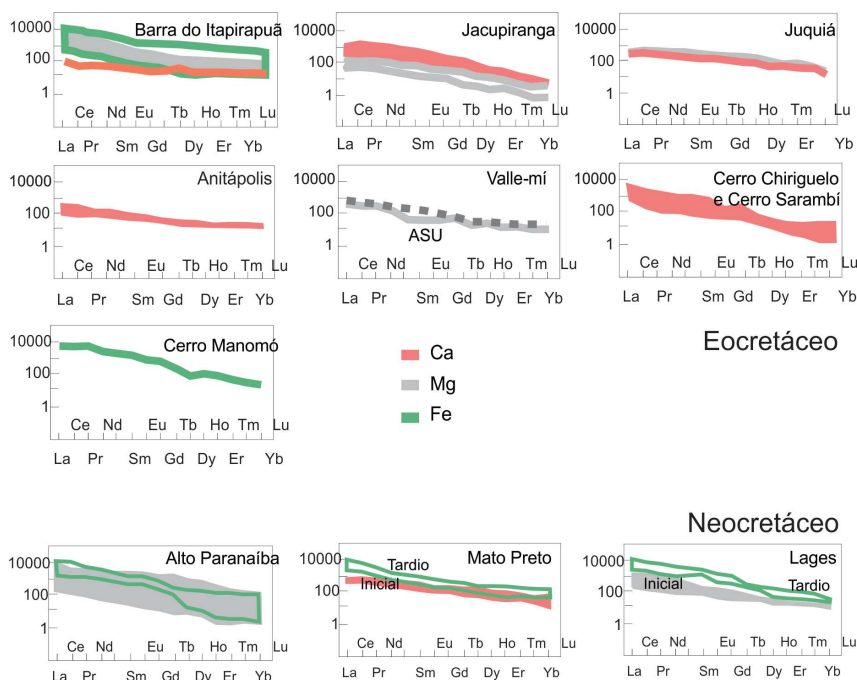 Barra do Itapirapuã
10000
100
1
Ce Nd Eu Tb Ho Tm Lu
La Pr Sm Gd Dy Er Yb
Jacupiranga
10000
100
1
Ce Nd Eu Tb Ho Tm Lu
La Pr Sm Gd Dy Er Yb
Juquiá
10000
100
1
Ce Nd Eu Tb Ho Tm Lu
La Pr Sm Gd Dy Er Yb
Anitápolis
10000
100
1
Ce Nd Eu Tb Ho Tm Lu
La Pr Sm Gd Dy Er Yb
Valle-mí
ASU
10000
100
1
Ce Nd Eu Tb Ho Tm Lu
La Pr Sm Gd Dy Er Yb
Cerro Chiriguelo
e Cerro Sarambí
10000
100
1
Ce Nd Eu Tb Ho Tm Lu
La Pr Sm Gd Dy Er Yb
Cerro Manomó
10000
100
1
Ce Nd Eu Tb Ho Tm Lu
La Pr Sm Gd Dy Er Yb
Ca
Mg
Fe
Eocretáceo
Neocretáceo
Alto Paranaíba
10000
100
1
Ce Nd Eu Tb Ho Tm Lu
La Pr Sm Gd Dy Er Yb
Mato Preto
Tardio
Inicial
10000
100
1
Ce Nd Eu Tb Ho Tm Lu
La Pr Sm Gd Dy Er Yb
Lages
Inicial
Tardio
10000
100
1
Ce Nd Eu Tb Ho Tm Lu
La Pr Sm Gd Dy Er Yb